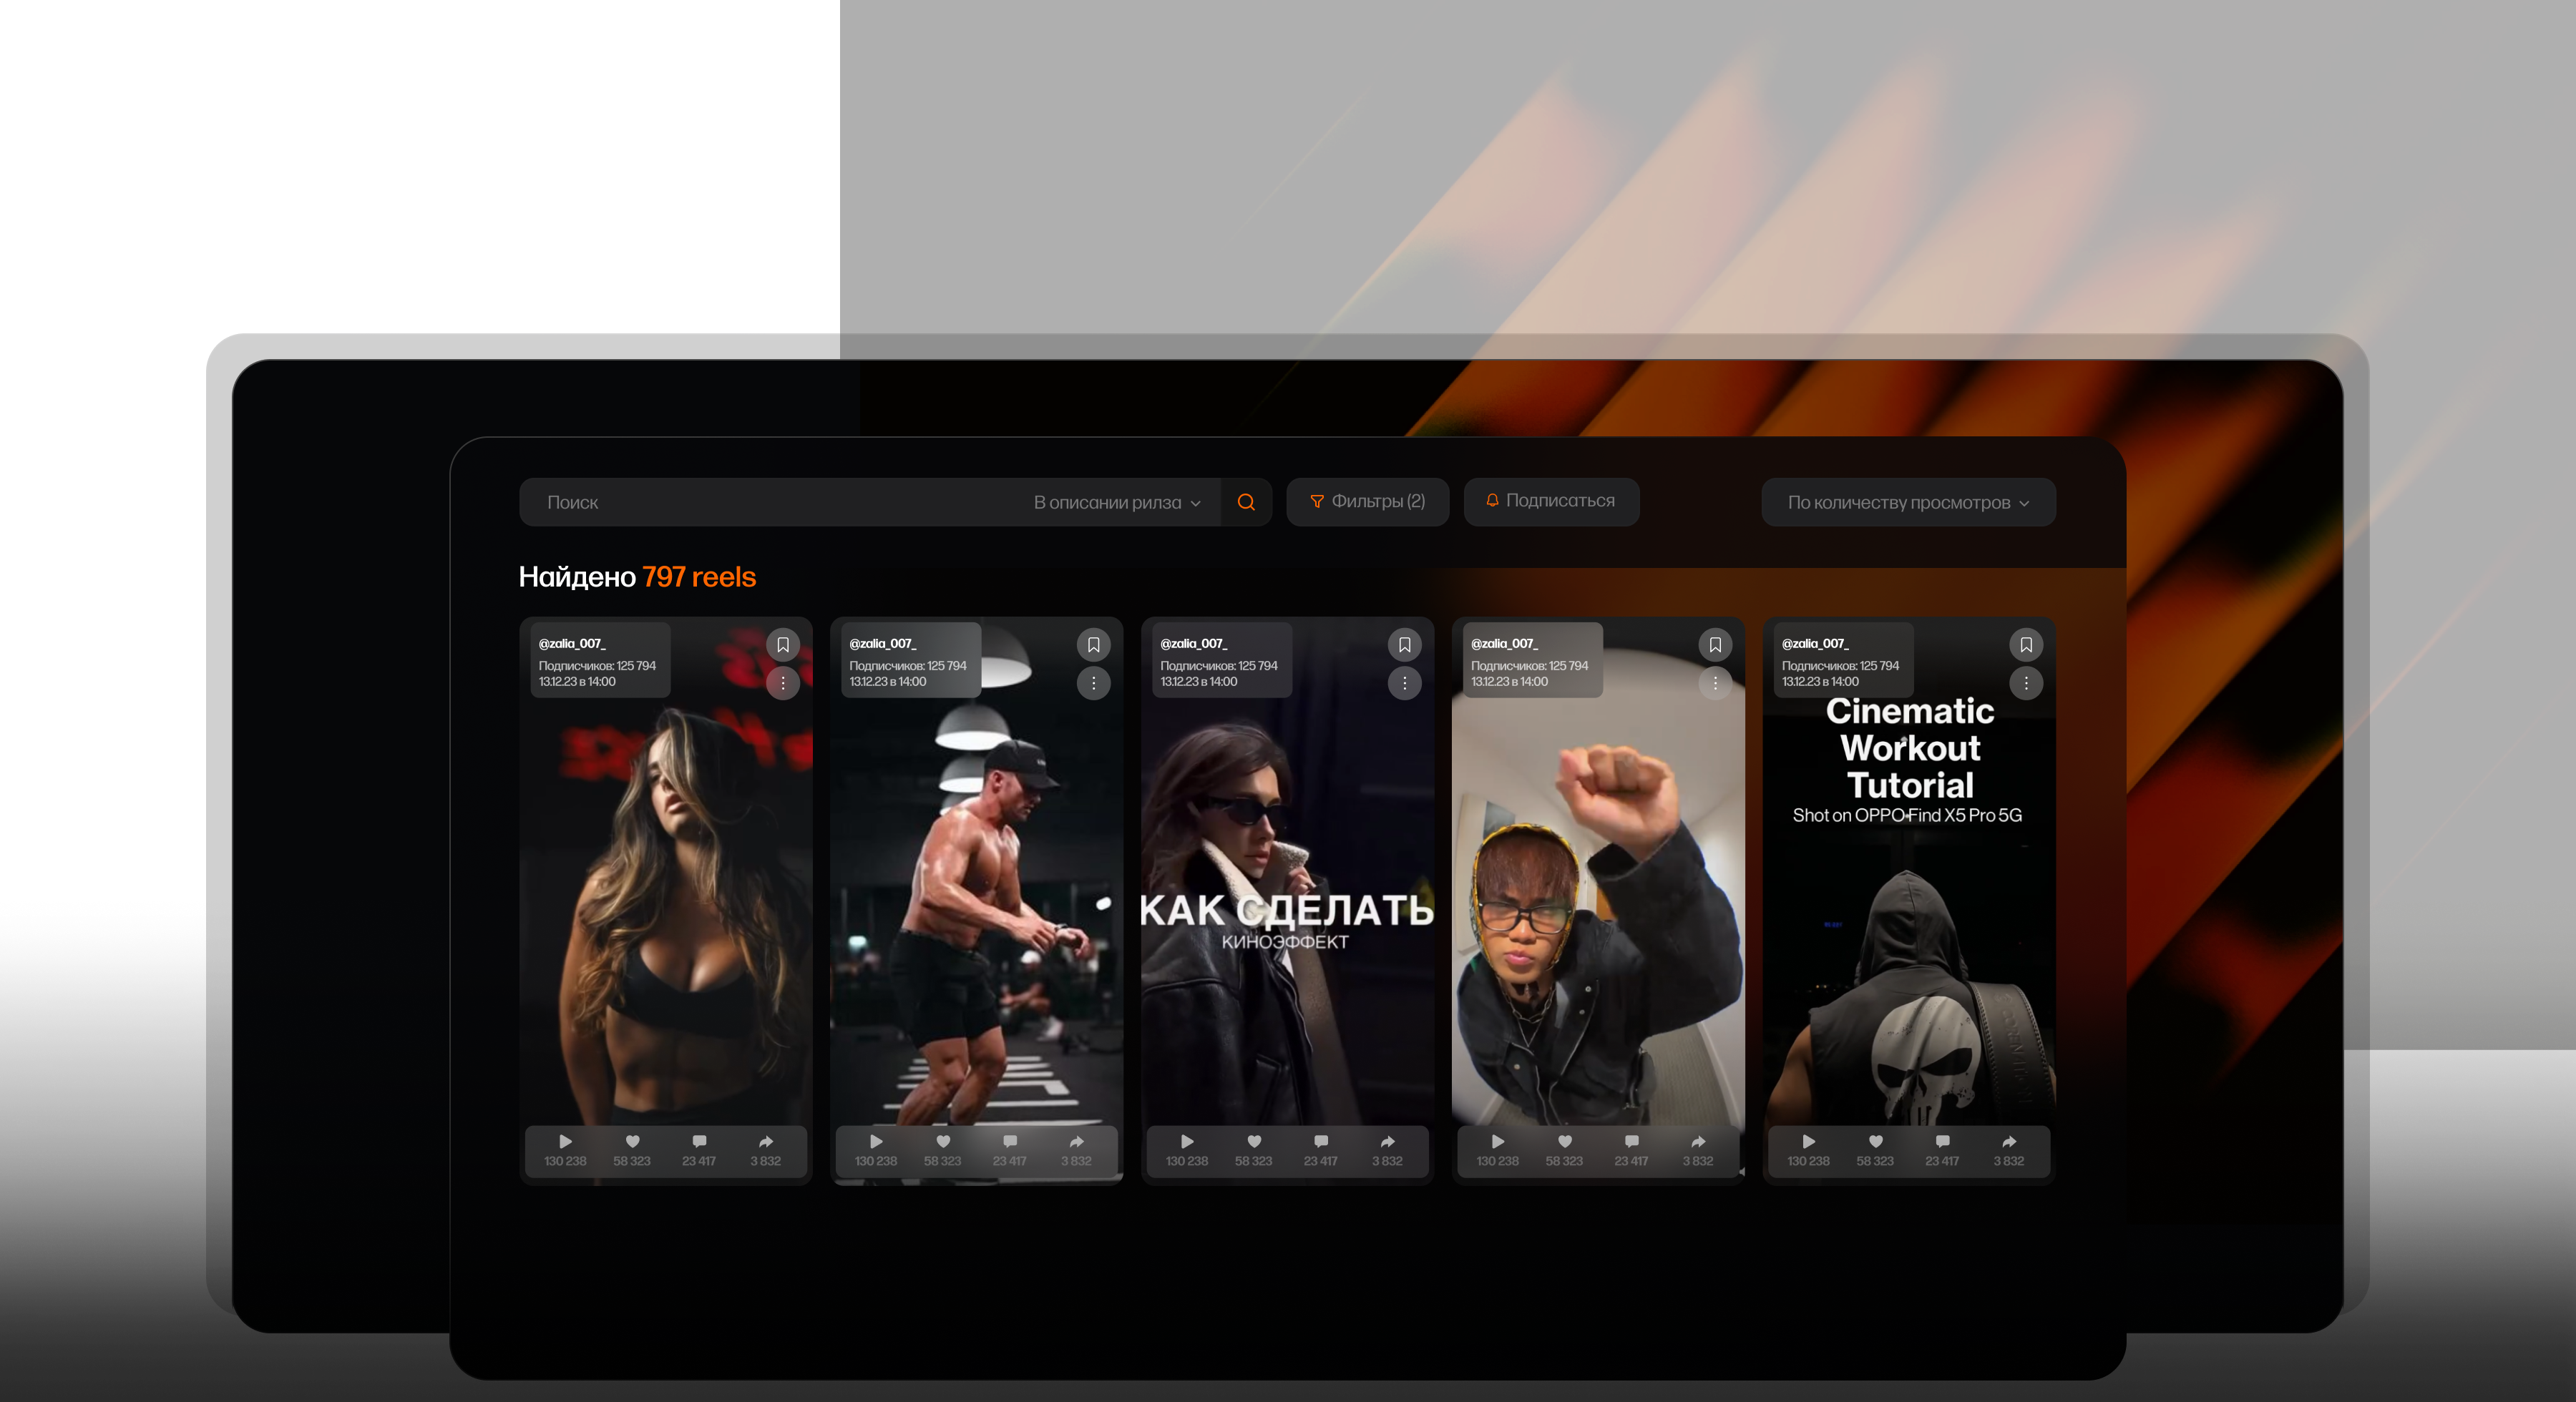 Поиск
В описании рилза
Фильтры (2)
Подписаться
По количеству просмотров
Найдено 797 reels
@zalia_007_
Подписчиков: 125 794
13.12.23 в 14:00
130 238
58 323
23 417
3 832
@zalia_007_
Подписчиков: 125 794
13.12.23 в 14:00
130 238
58 323
23 417
3 832
@zalia_007_
Подписчиков: 125 794
13.12.23 в 14:00
КАК СДЕЛАТЬ
КИНОЭФФЕКТ
130 238
58 323
23 417
3 832
@zalia_007_
Подписчиков: 125 794
13.12.23 в 14:00
130 238
58 323
23 417
3 832
@zalia_007_
Подписчиков: 125 794
13.12.23 в 14:00
Cinematic
Workout
Tutorial
Shot on OPPO Find X5 Pro 5G
130 238
58 323
23 417
3 832